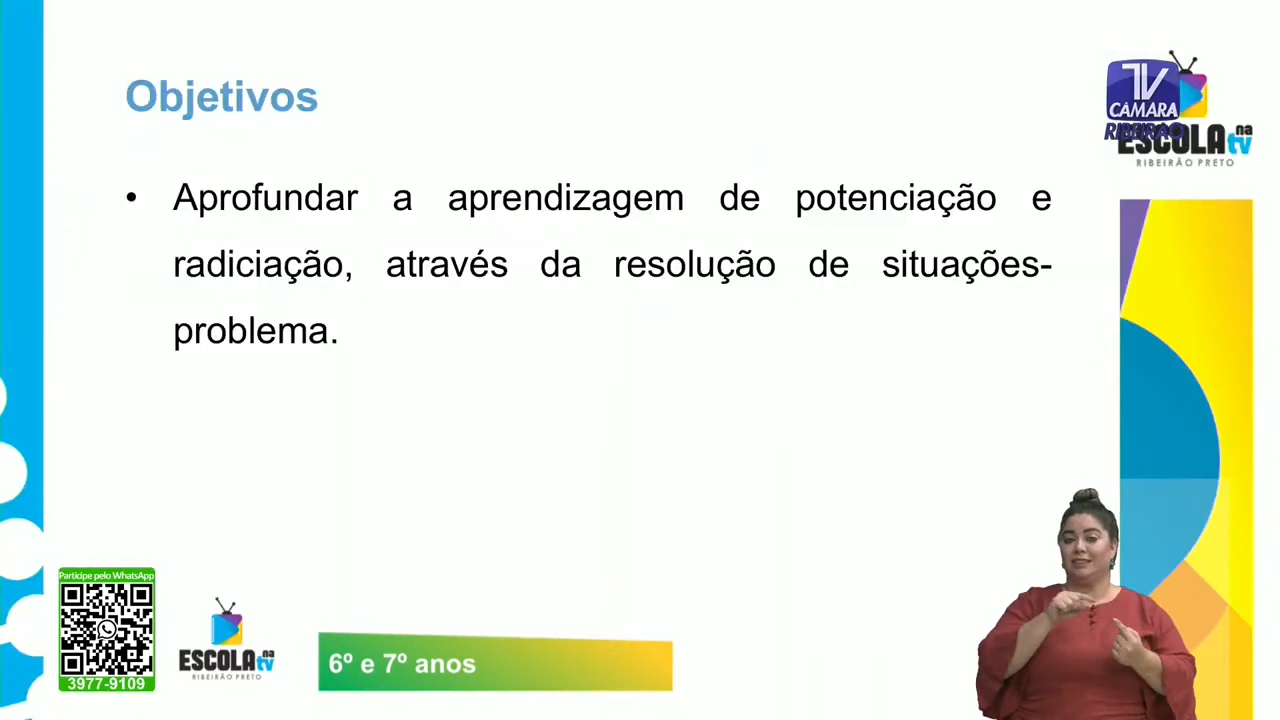 Objetivos
TV
CÂMARA
RIBEIRÃO
ESCOLA na tv
RIBEIRÃO PRETO
• Aprofundar a aprendizagem de potenciação e
radiciação, através da resolução de situações-
problema.
Participe pelo WhatsApp
3977-9109
ESCOLA na tv
RIBEIRÃO PRETO
6º e 7º anos